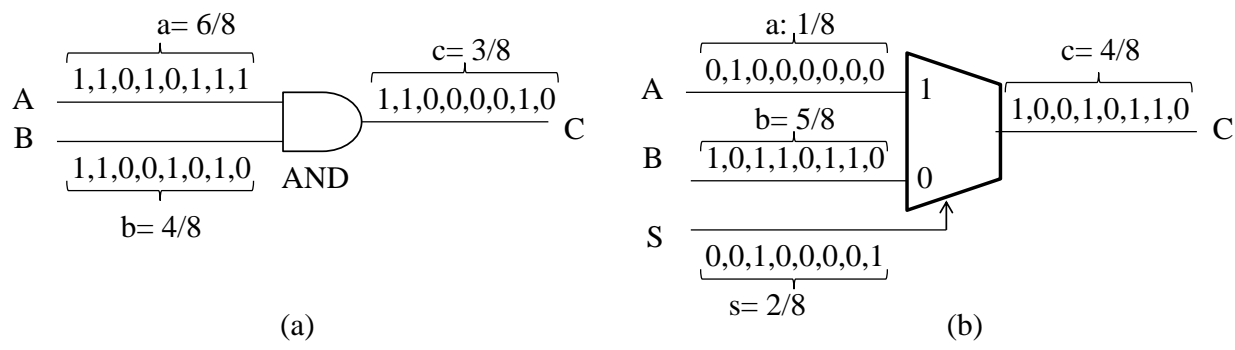 a= 6/8
1,1,0,1,0,1,1,1
A
B
1,1,0,0,1,0,1,0
b= 4/8
AND
c= 3/8
1,1,0,0,0,0,1,0
C
(a)
a: 1/8
0,1,0,0,0,0,0,0
A
1
b= 5/8
1,0,1,1,0,1,1,0
B
0
S
0,0,1,0,0,0,0,1
s= 2/8
c= 4/8
1,0,0,1,0,1,1,0
C
(b)